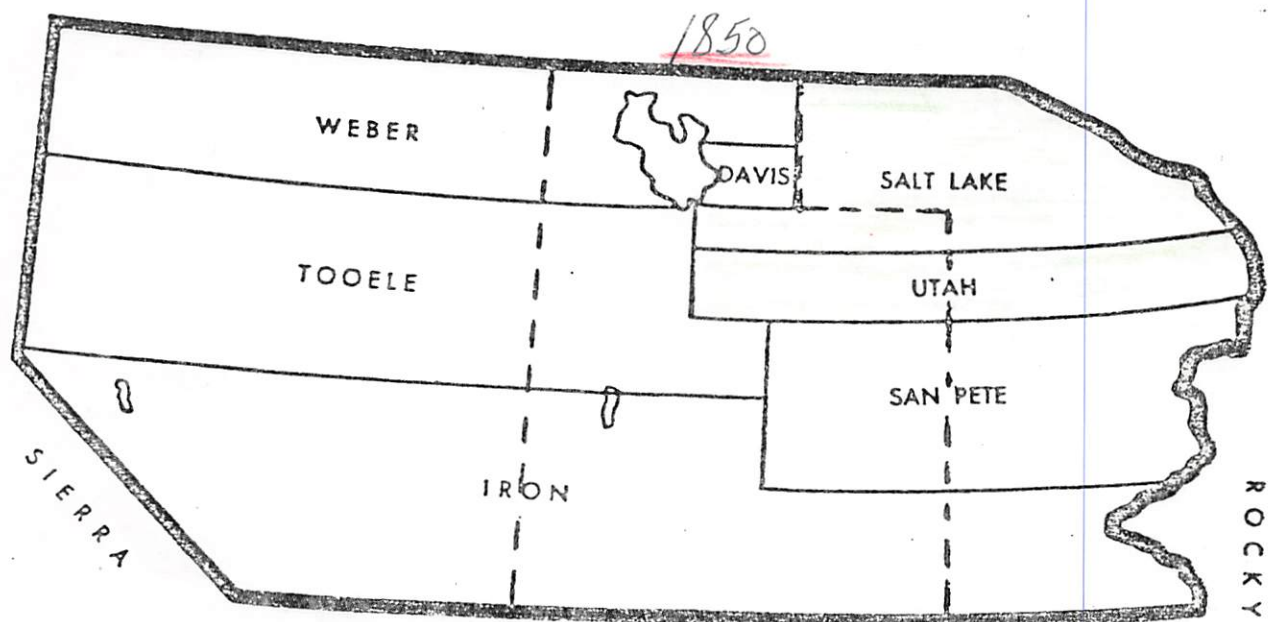 1850
WEBER
DAVIS
SALT LAKE
TOOELE
UTAH
SAN PETE
IRON
SIERRA
ROCKY